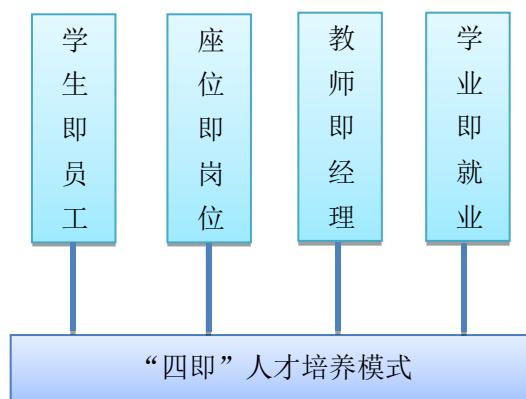 学生即员工
座位即岗位
教师即经理
学业即就业
“四即”人才培养模式